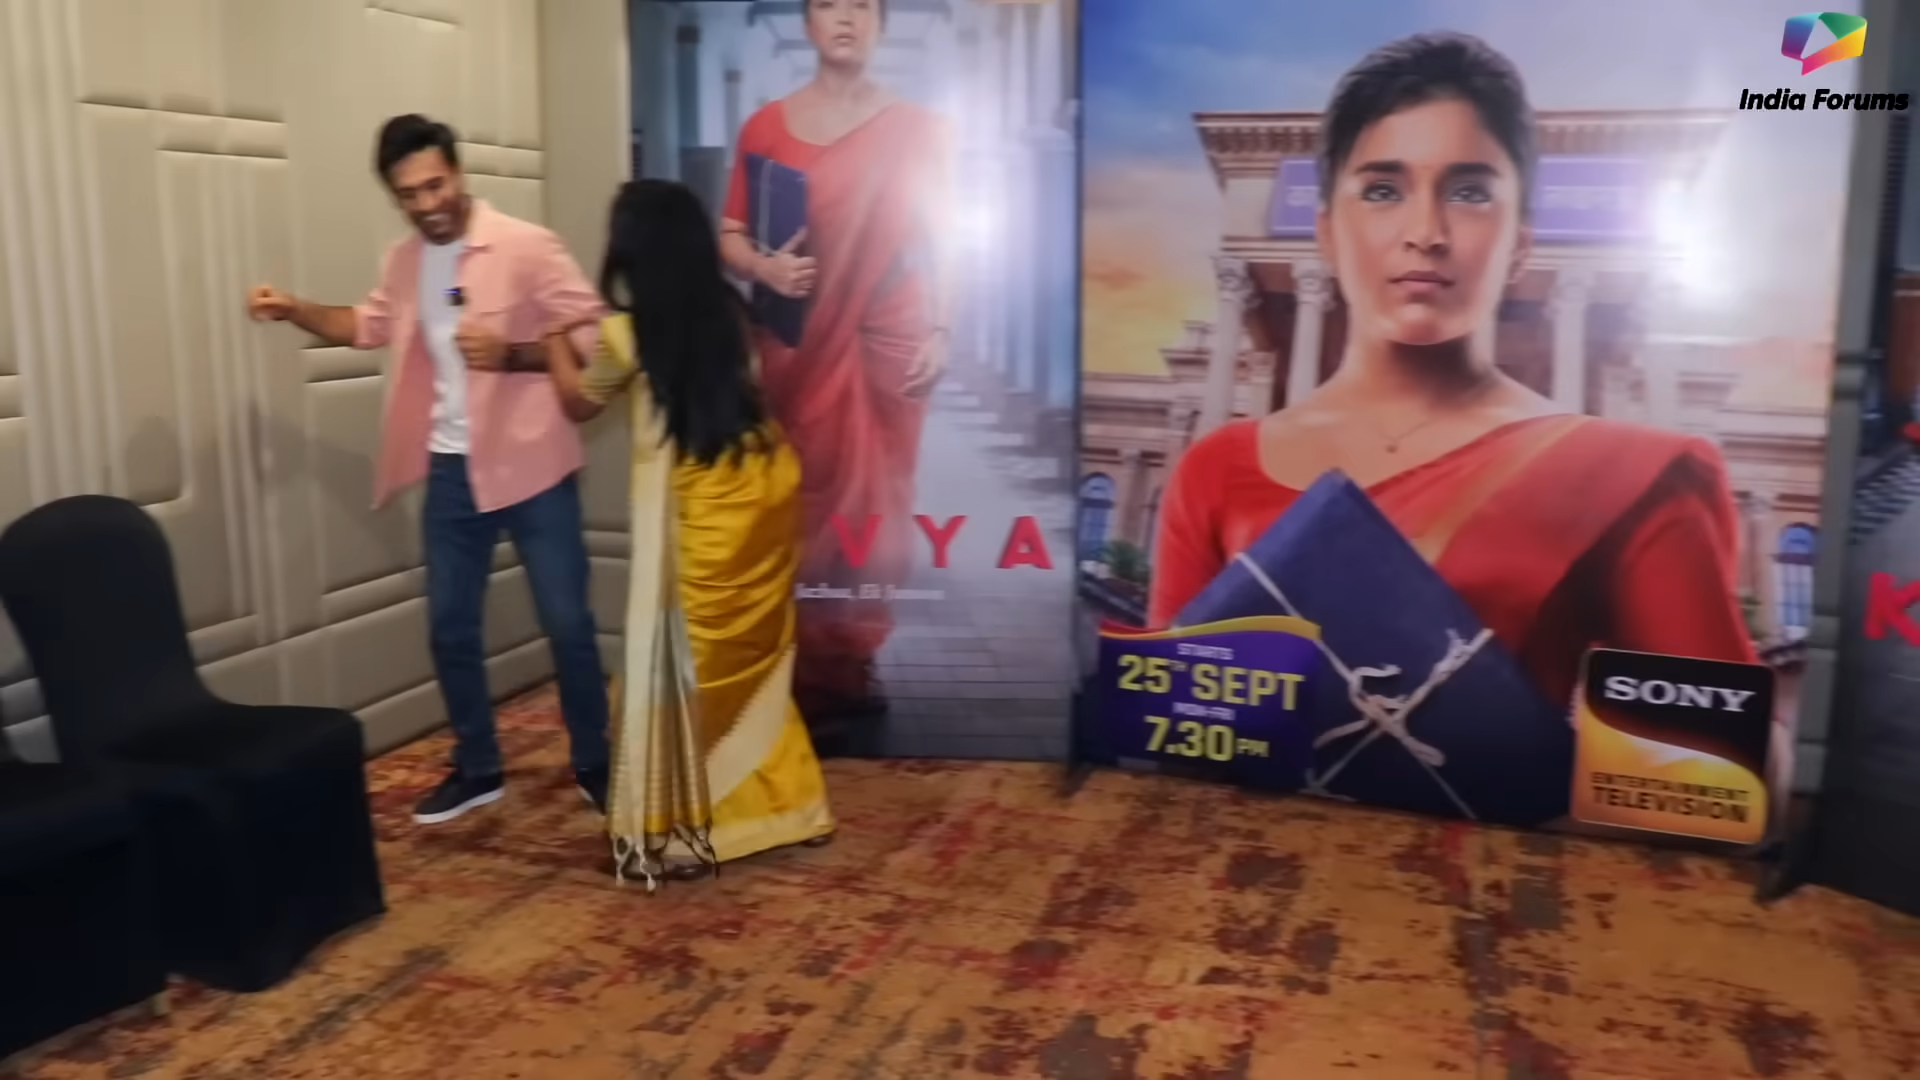 India Forums
VYA
STARTS
25TH SEPT
MON-FRI
7.30PM
SONY
ENTERTAINMENT
TELEVISION
K